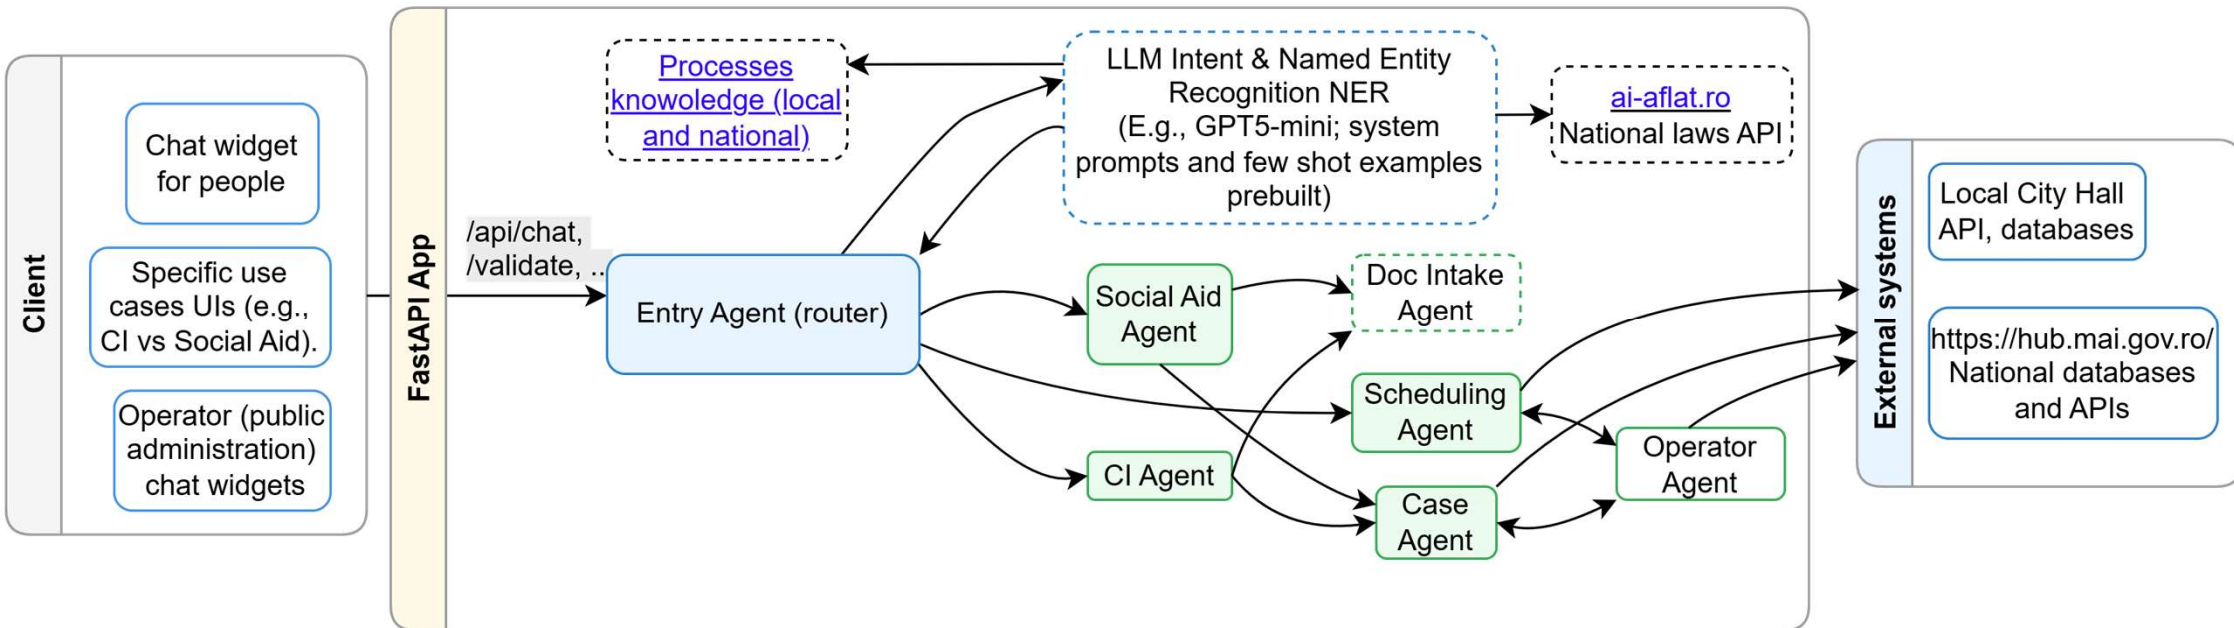 Client
Chat widget
for people
Specific use
cases UIs (e.g.,
CI vs Social Aid).
Operator (public
administration)
chat widgets
FastAPI App
/api/chat,
/validate, ..
Processes
knowoledge (local
and national)
LLM Intent & Named Entity
Recognition NER
(E.g., GPT5-mini; system
prompts and few shot examples
prebuilt)
ai-aflat.ro
National laws API
Entry Agent (router)
Social Aid
Agent
Doc Intake
Agent
Scheduling
Agent
CI Agent
Case
Agent
Operator
Agent
External systems
Local City Hall
API, databases
https://hub.mai.gov.ro/
National databases
and APIs